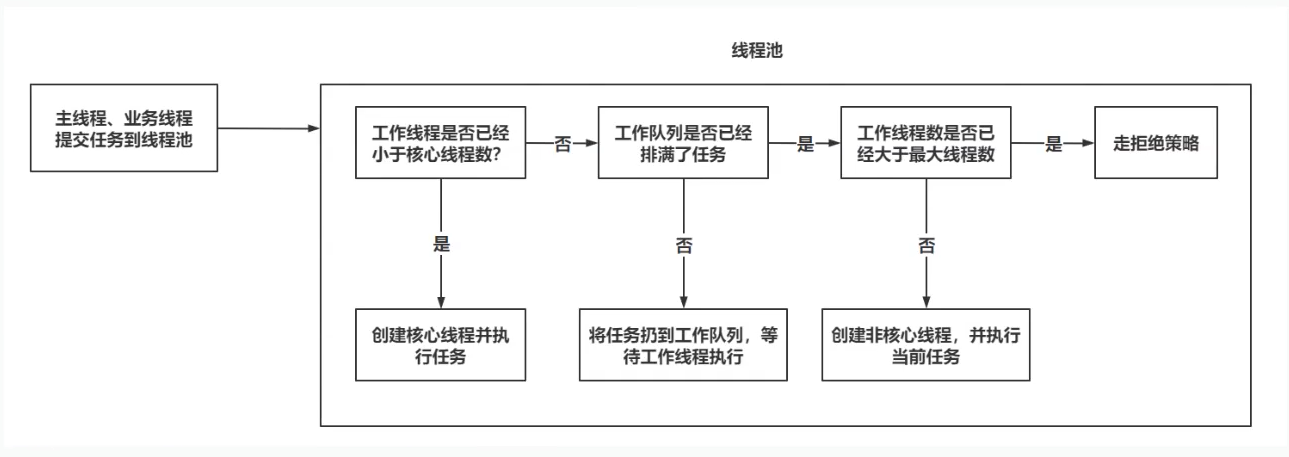 线程池
主线程、业务线程
提交任务到线程池
工作线程是否已经
小于核心线程数？
否
工作队列是否已经
排满了任务
是
工作线程数是否已
经大于最大线程数
是
走拒绝策略
是
否
否
创建核心线程并执
行任务
将任务扔到工作队列，等
待工作线程执行
创建非核心线程，并执行
当前任务